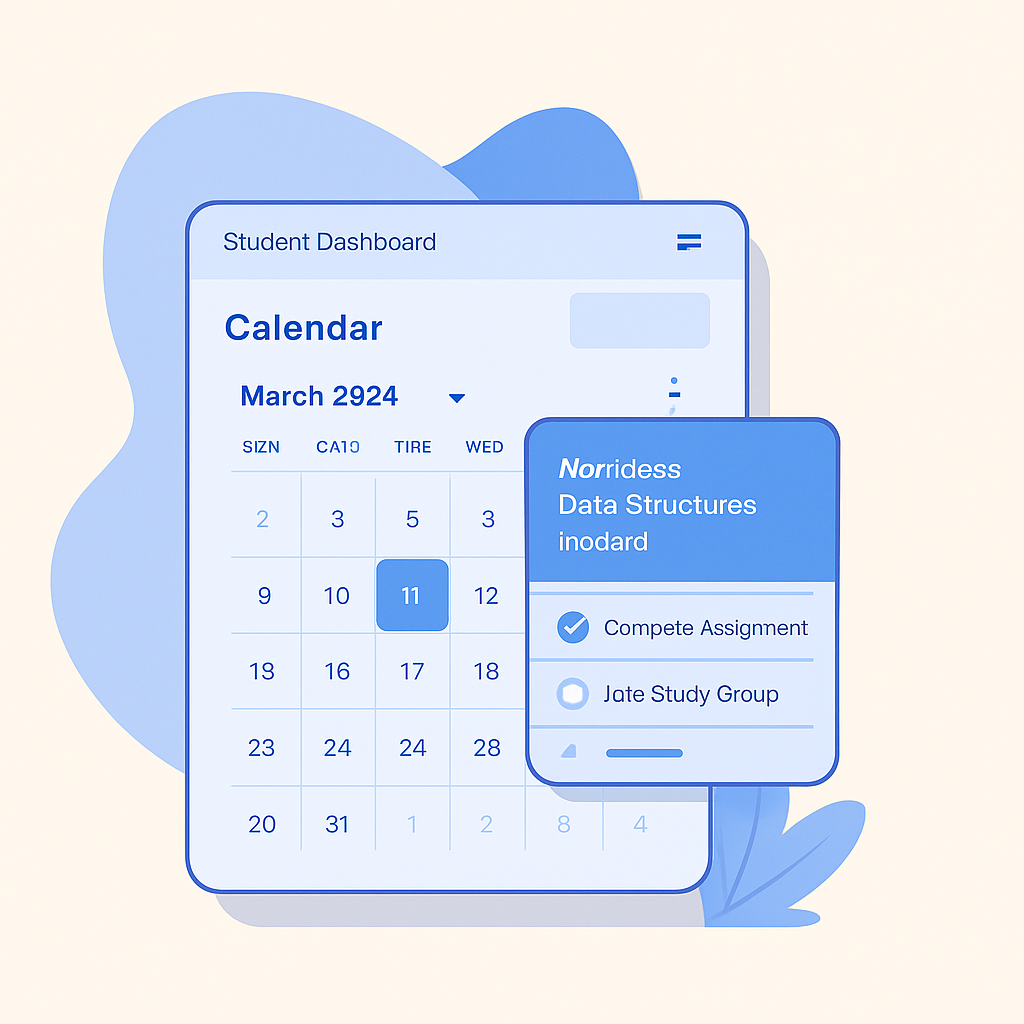 Student Dashboard
Calendar
March 2924
SIZN CA10 TIRE WED
2 3 5 3
9 10 11 12
19 16 17 18
23 24 24 28
20 31 1 2 8 4
Norridess
Data Structures
inodard
Compete Assignment
Jate Study Group